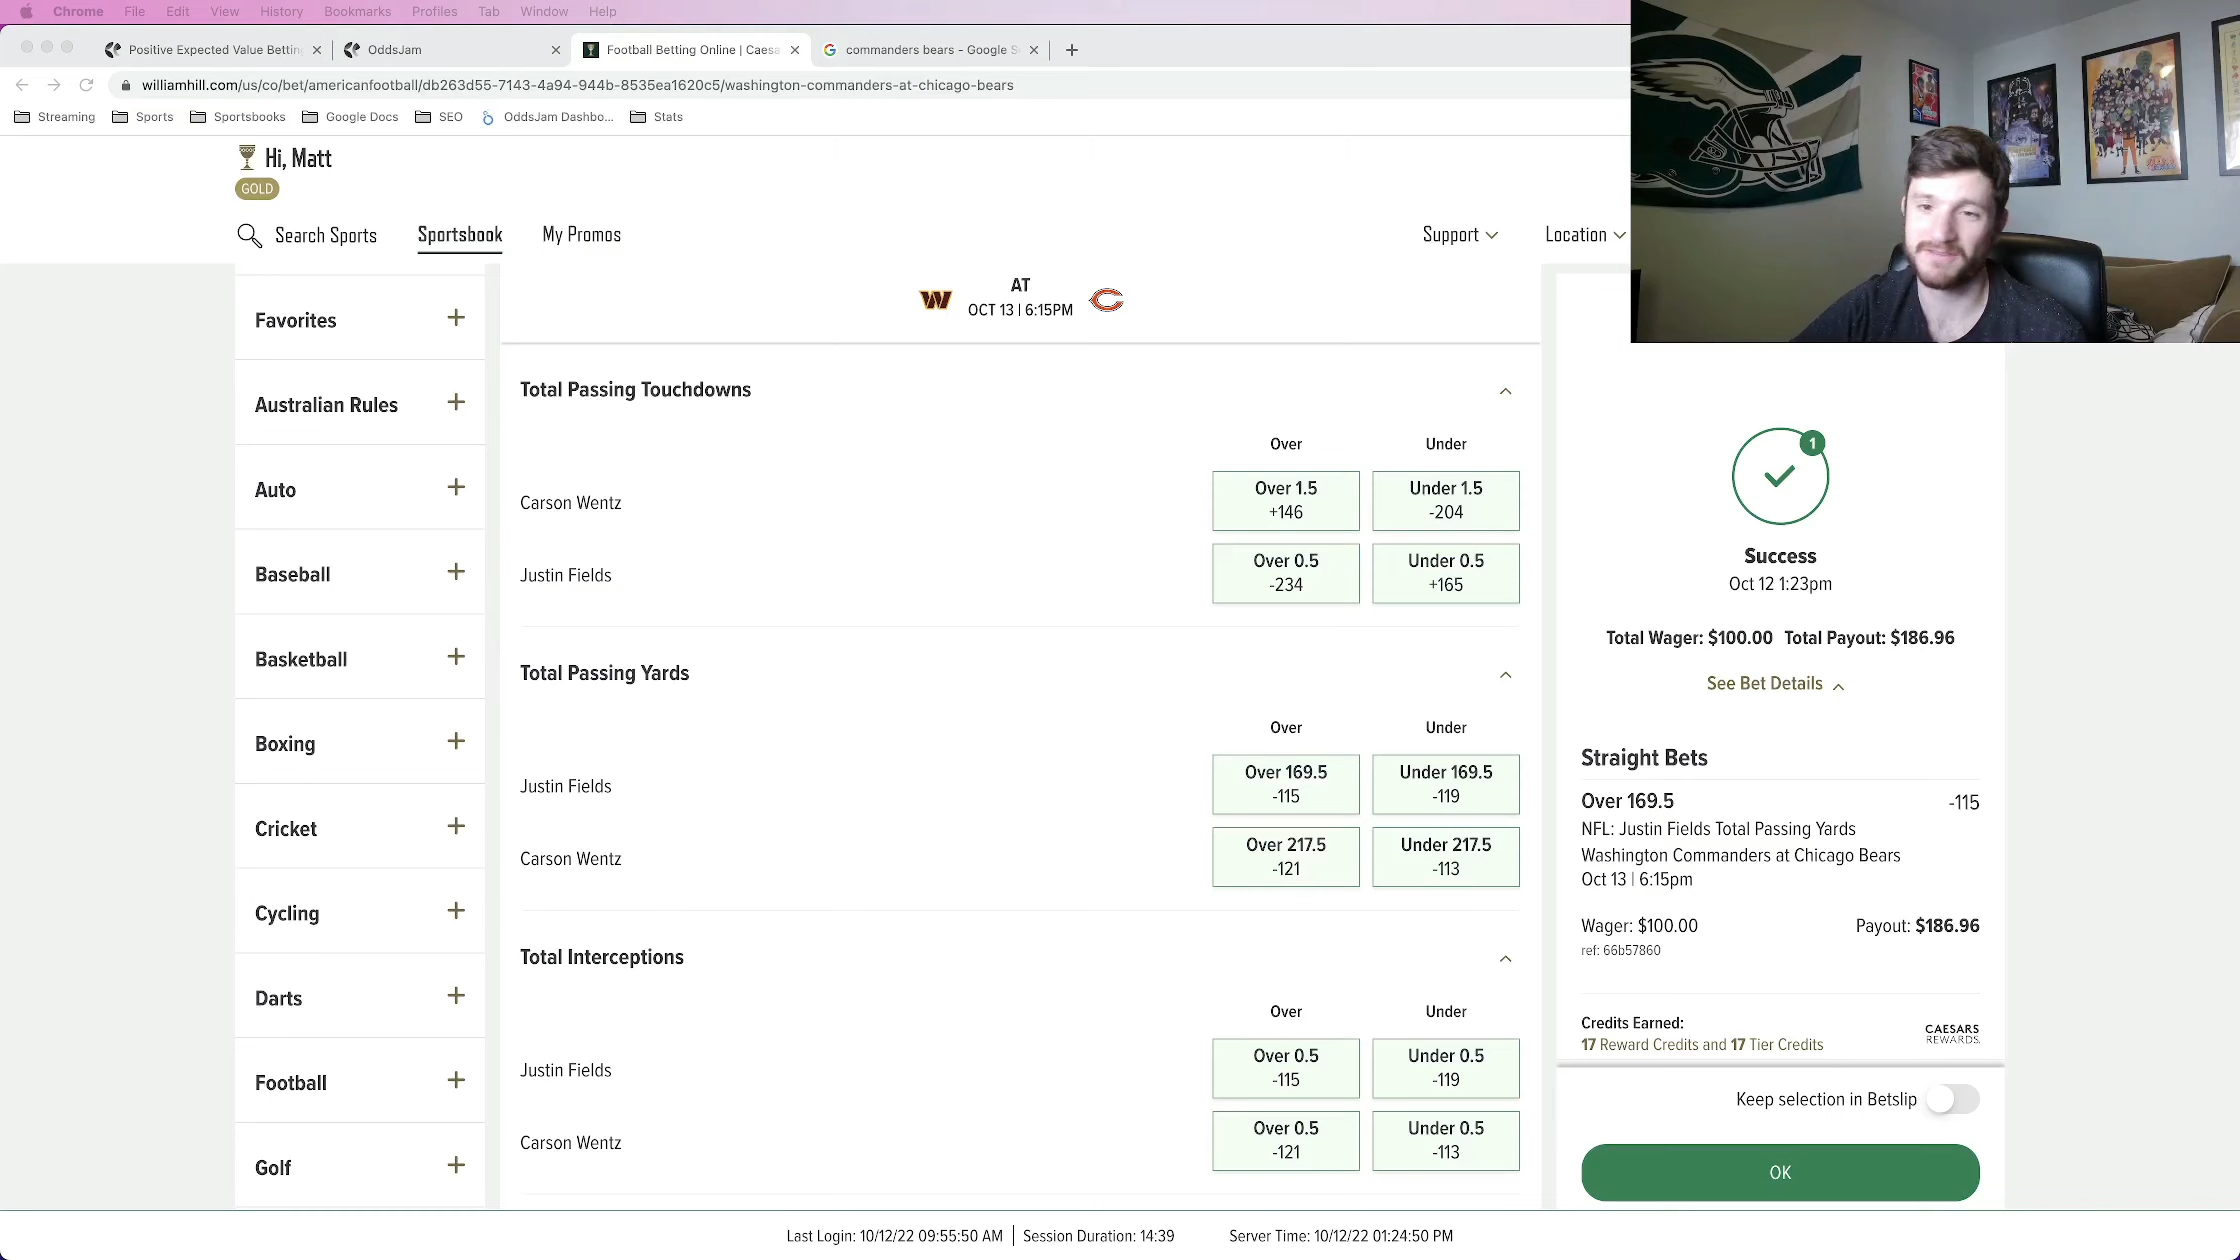 Chrome File Edit View History Bookmarks Profiles Tab Window Help
Positive Expected Value Bettin
OddsJam
Football Betting Online | Caesa
commanders bears - Google S
williamhill.com/us/co/bet/americanfootball/db263d55-7143-4a94-944b-8535ea1620c5/washington-commanders-at-chicago-bears
Streaming Sports Sportsbooks Google Docs SEO OddsJam Dashbo... Stats
Hi, Matt
GOLD
Search Sports Sportsbook My Promos Support Location
Favorites
Australian Rules
Auto
Baseball
Basketball
Boxing
Cricket
Cycling
Darts
Football
Golf
AT
OCT 13 | 6:15PM
Total Passing Touchdowns
Over Under
Carson Wentz
Over 1.5 Under 1.5
+146 -204
Justin Fields
Over 0.5 Under 0.5
-234 +165
Total Passing Yards
Over Under
Justin Fields
Over 169.5 Under 169.5
-115 -119
Carson Wentz
Over 217.5 Under 217.5
-121 -113
Total Interceptions
Over Under
Justin Fields
Over 0.5 Under 0.5
-115 -119
Carson Wentz
Over 0.5 Under 0.5
-121 -113
1
Success
Oct 12 1:23pm
Total Wager: $100.00 Total Payout: $186.96
See Bet Details
Straight Bets
Over 169.5 -115
NFL: Justin Fields Total Passing Yards
Washington Commanders at Chicago Bears
Oct 13 | 6:15pm
Wager: $100.00 Payout: $186.96
ref: 66b57860
Credits Earned:
17 Reward Credits and 17 Tier Credits
CAESARS
REWARDS.
Keep selection in Betslip
OK
Last Login: 10/12/22 09:55:50 AM | Session Duration: 14:39 Server Time: 10/12/22 01:24:50 PM